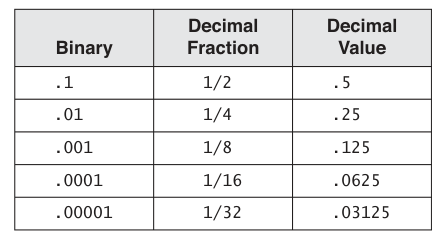 Binary Decimal Fraction Decimal Value
.1 1/2 .5
.01 1/4 .25
.001 1/8 .125
.0001 1/16 .0625
.00001 1/32 .03125